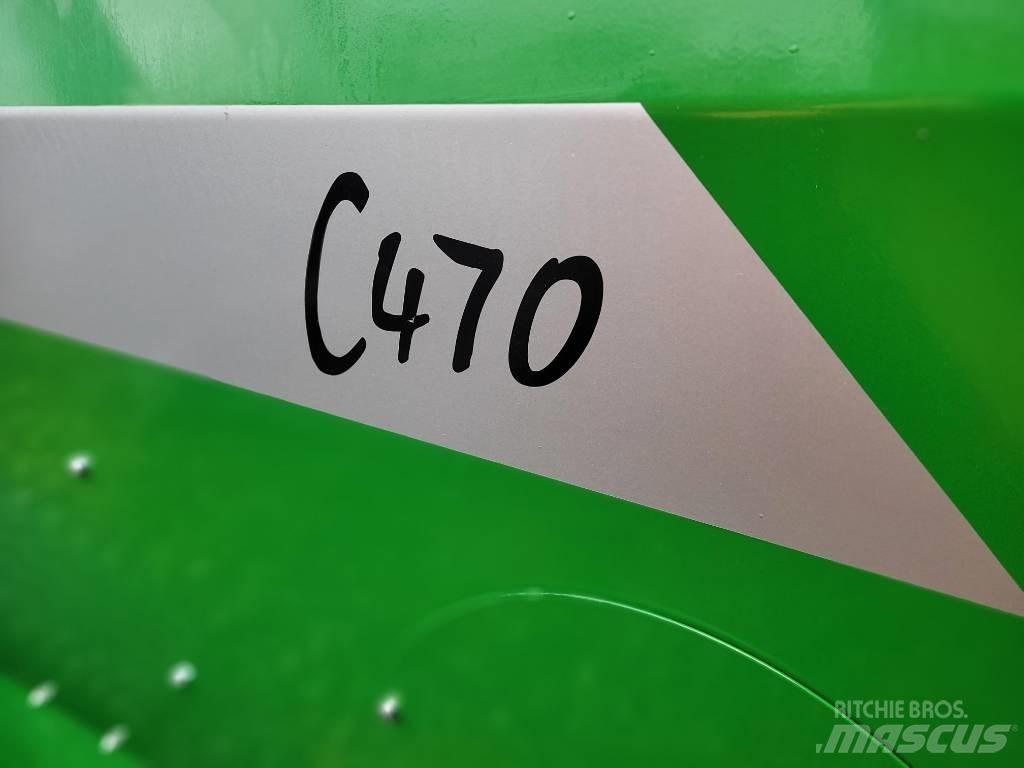 C470
RITCHIE BROS.
MASCUS